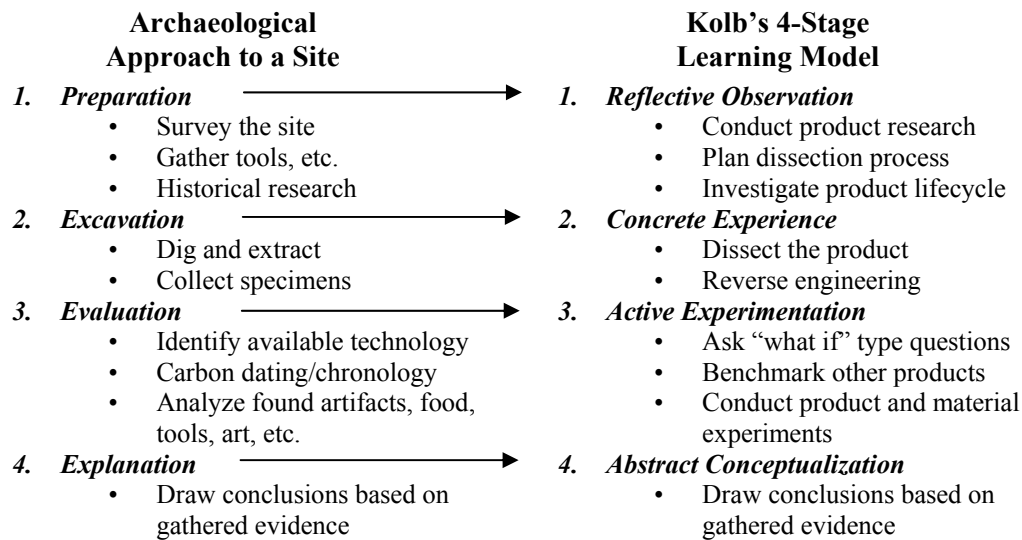 Archaeological
Approach to a Site
1. Preparation
• Survey the site
• Gather tools, etc.
• Historical research
2. Excavation
• Dig and extract
• Collect specimens
3. Evaluation
• Identify available technology
• Carbon dating/chronology
• Analyze found artifacts, food,
tools, art, etc.
4. Explanation
• Draw conclusions based on
gathered evidence
Kolb’s 4-Stage
Learning Model
1. Reflective Observation
• Conduct product research
• Plan dissection process
• Investigate product lifecycle
2. Concrete Experience
• Dissect the product
• Reverse engineering
3. Active Experimentation
• Ask “what if” type questions
• Benchmark other products
• Conduct product and material
experiments
4. Abstract Conceptualization
• Draw conclusions based on
gathered evidence